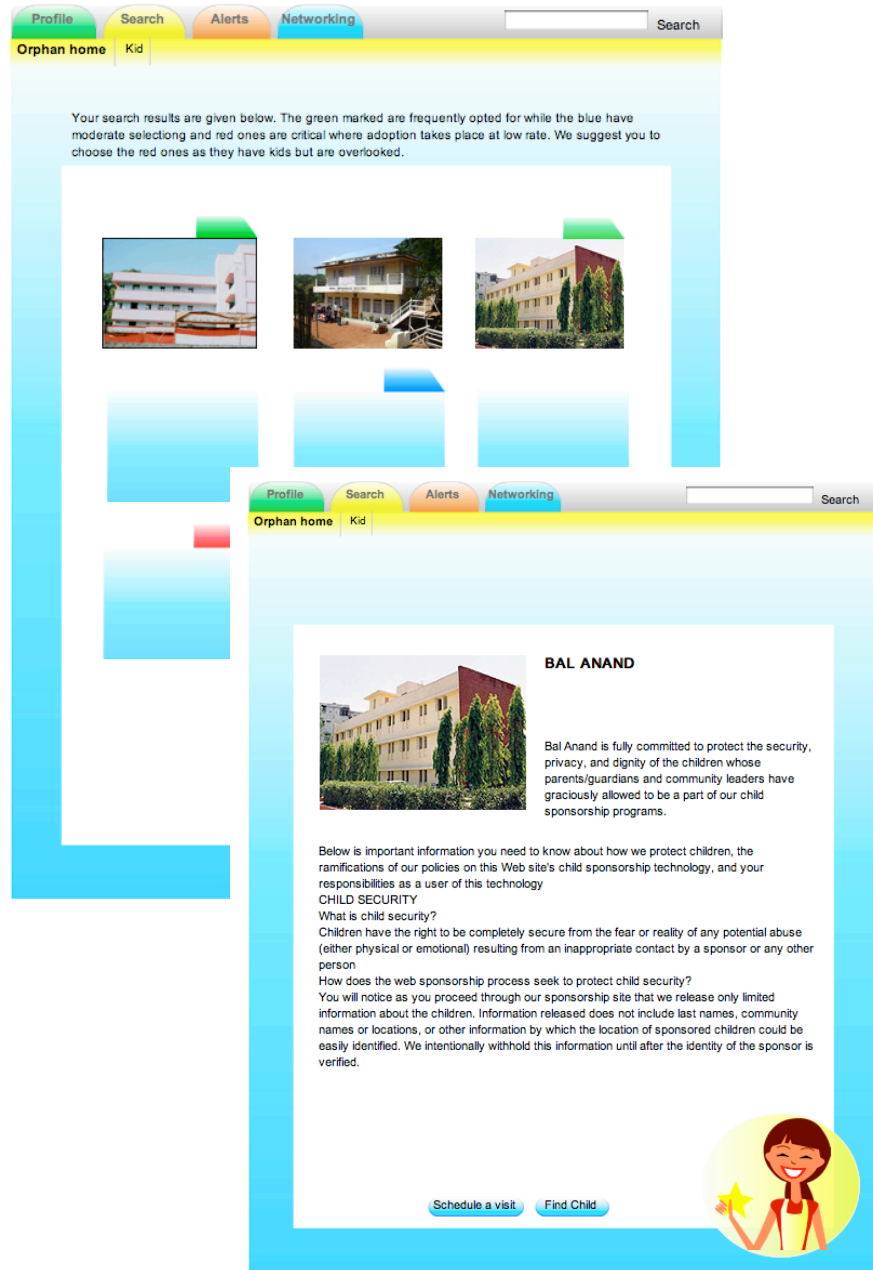 Profile Search Alerts Networking Search
Orphan home Kid
Your search results are given below. The green marked are frequently opted for while the blue have
moderate selectiong and red ones are critical where adoption takes place at low rate. We suggest you to
choose the red ones as they have kids but are overlooked.
Profile Search Alerts Networking Search
Orphan home Kid
BAL ANAND
Bal Anand is fully committed to protect the security,
privacy, and dignity of the children whose
parents/guardians and community leaders have
graciously allowed to be a part of our child
sponsorship programs.
Below is important information you need to know about how we protect children, the
ramifications of our policies on this Web site's child sponsorship technology, and your
responsibilities as a user of this technology
CHILD SECURITY
What is child security?
Children have the right to be completely secure from the fear or reality of any potential abuse
(either physical or emotional) resulting from an inappropriate contact by a sponsor or any other
person
How does the web sponsorship process seek to protect child security?
You will notice as you proceed through our sponsorship site that we release only limited
information about the children. Information released does not include last names, community
names or locations, or other information by which the location of sponsored children could be
easily identified. We intentionally withhold this information until after the identity of the sponsor is
verified.
Schedule a visit Find Child